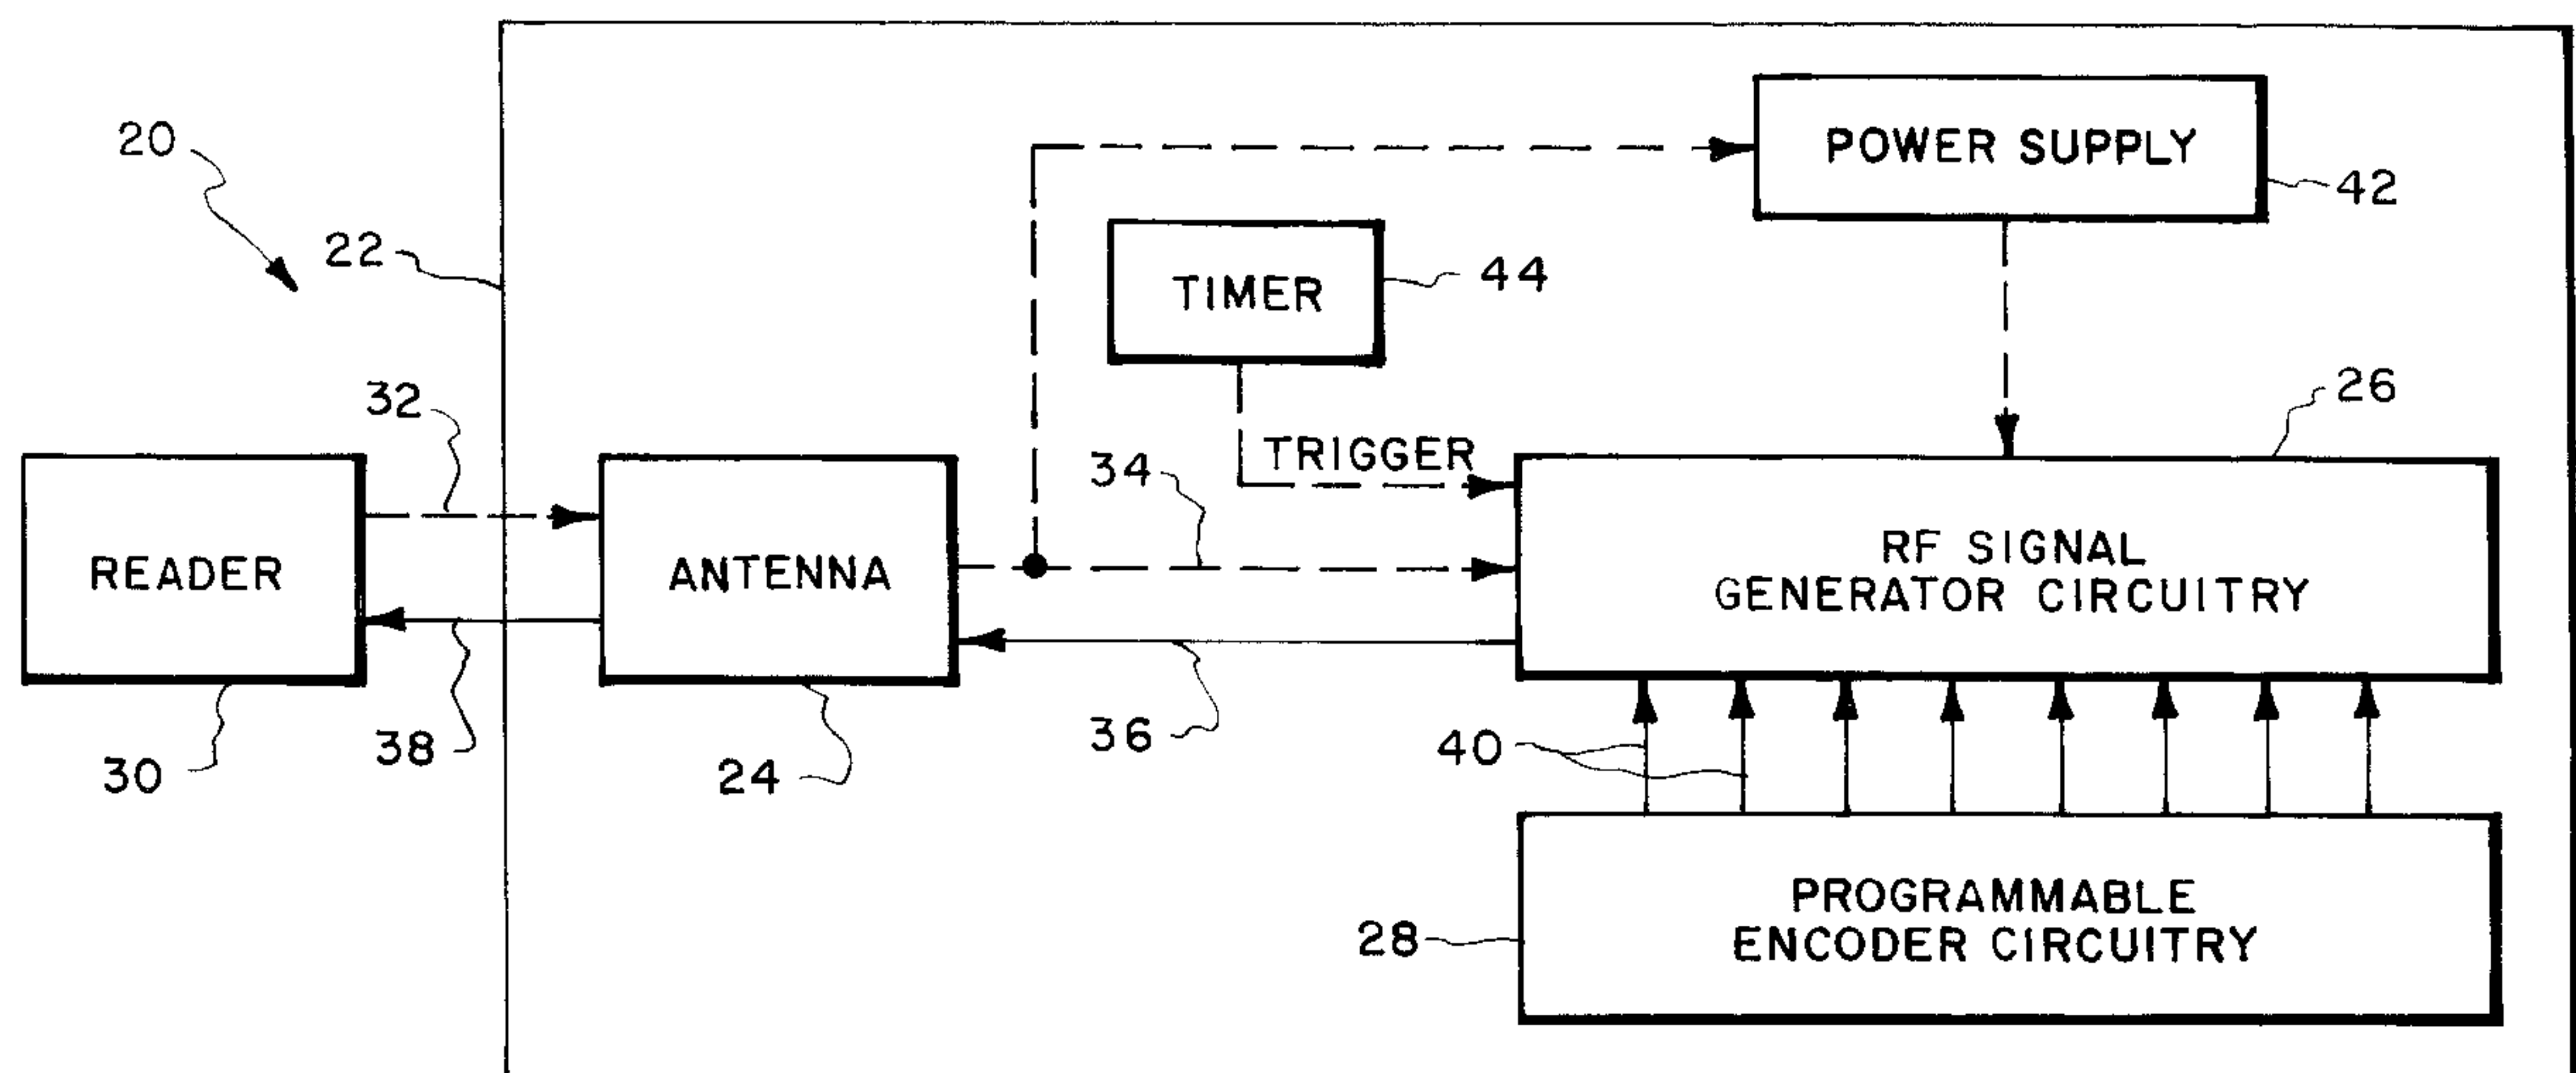 20
POWER SUPPLY
42
22
TIMER
44
26
32
TRIGGER
34
READER
ANTENNA
RF SIGNAL
GENERATOR CIRCUITRY
30
38
24
36
40
PROGRAMMABLE
ENCODER CIRCUITRY
28